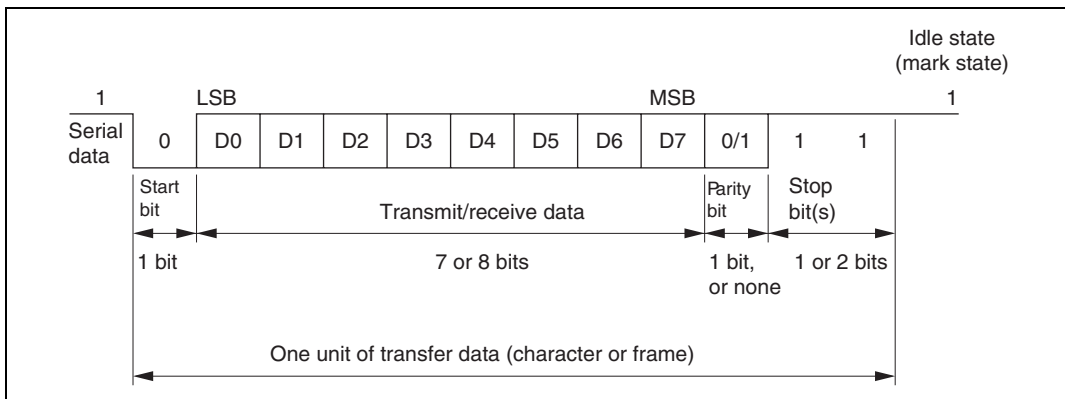 Idle state
(mark state)
1 LSB MSB 1
Serial
data
0 D0 D1 D2 D3 D4 D5 D6 D7 0/1 1 1
Start
bit
Transmit/receive data
Parity
bit
Stop
bit(s)
1 bit 7 or 8 bits 1 bit,
or none
1 or 2 bits
One unit of transfer data (character or frame)